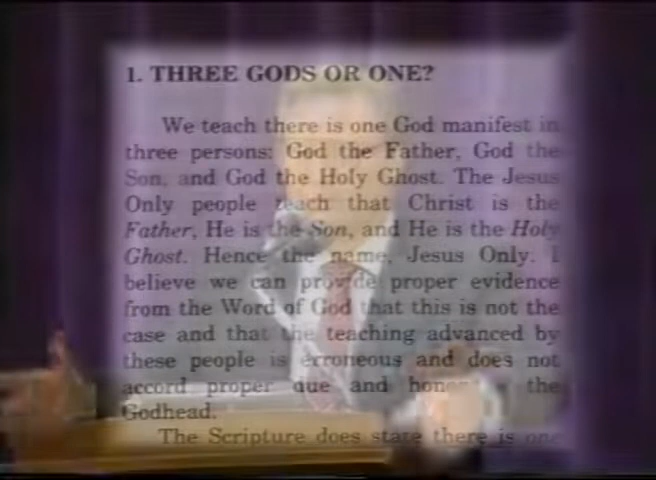 1. THREE GODS OR ONE?
We teach there is one God manifest in
three persons: God the Father, God the
Son, and God the Holy Ghost. The Jesus
Only people teach that Christ is the
Father, He is the Son, and He is the Holy
Ghost. Hence the name, Jesus Only. I
believe we can provide proper evidence
from the Word of God that this is not the
case and that the teaching advanced by
these people is erroneous and does not
accord proper due and honor to the
Godhead.
The Scripture does state there is one